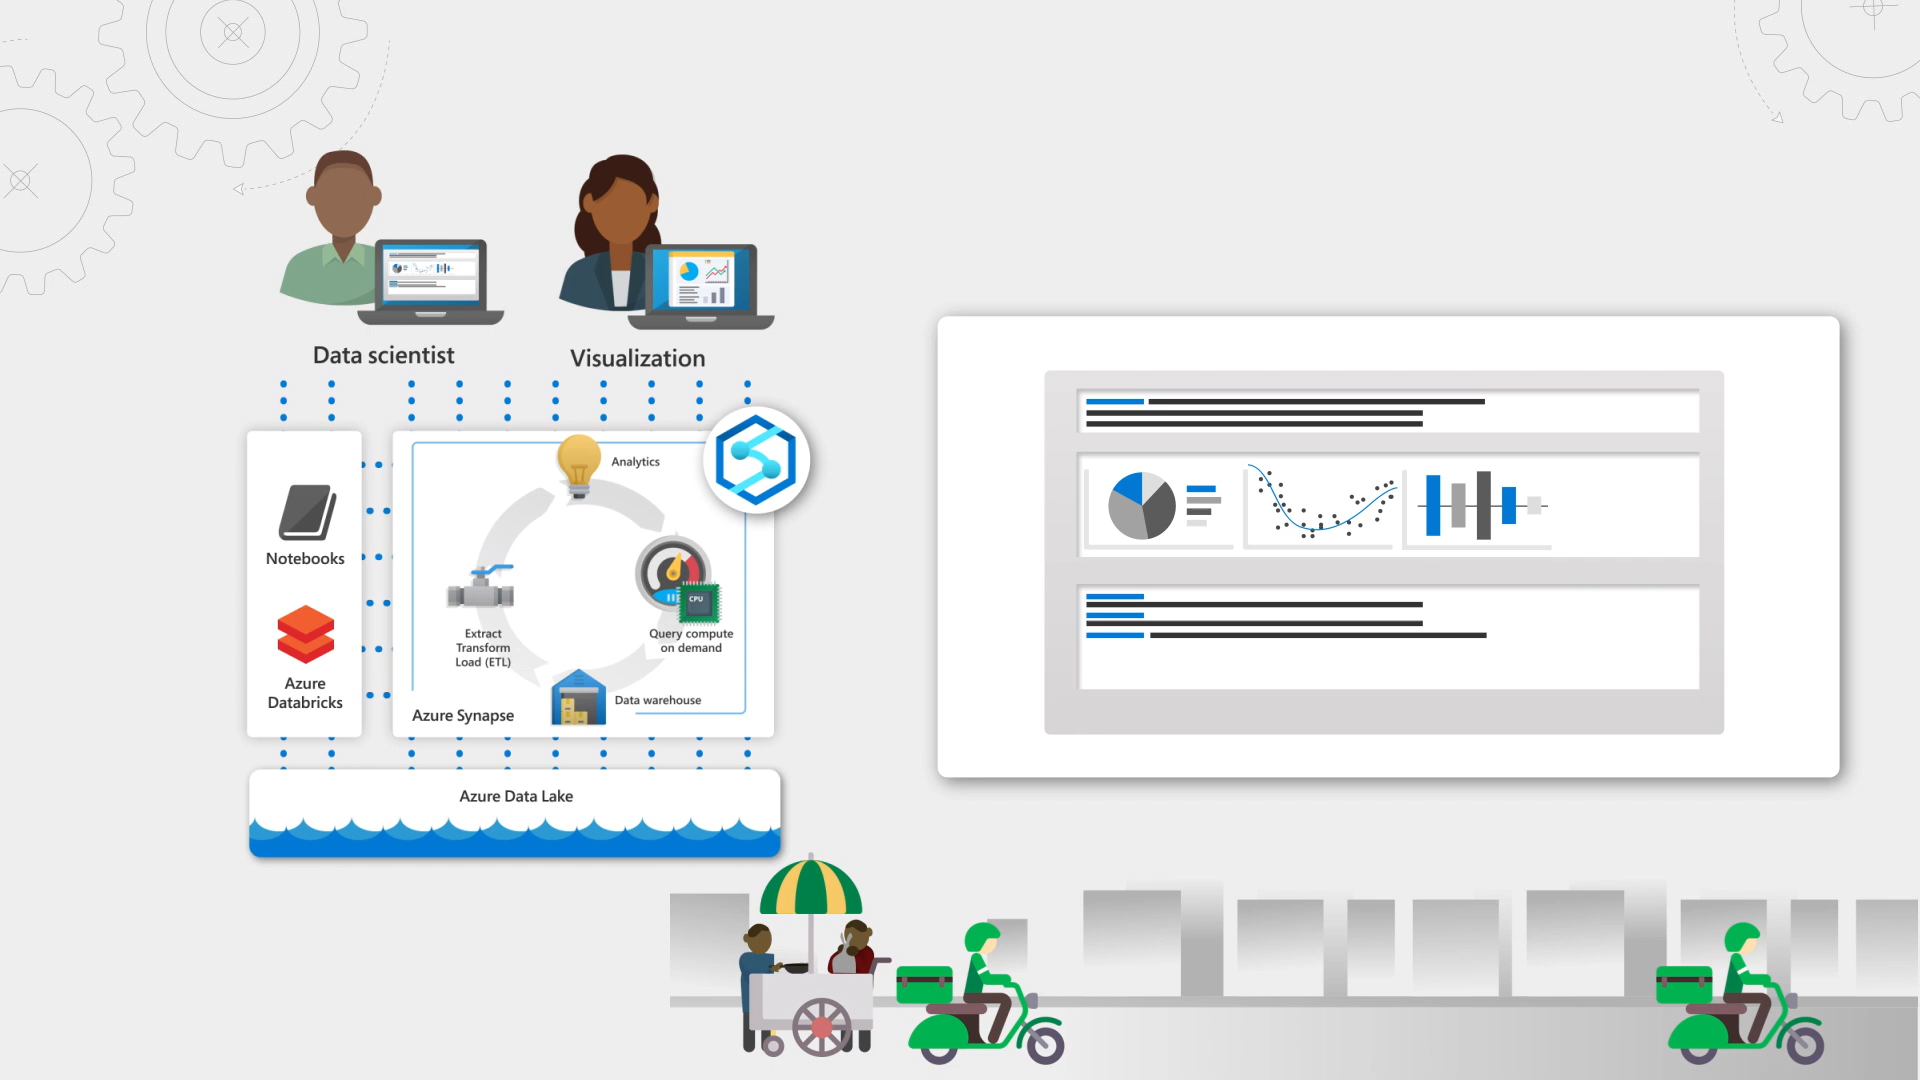 Data scientist
Visualization
Analytics
Notebooks
CPU
Extract
Transform
Load (ETL)
Query compute
on demand
Azure
Databricks
Data warehouse
Azure Synapse
Azure Data Lake